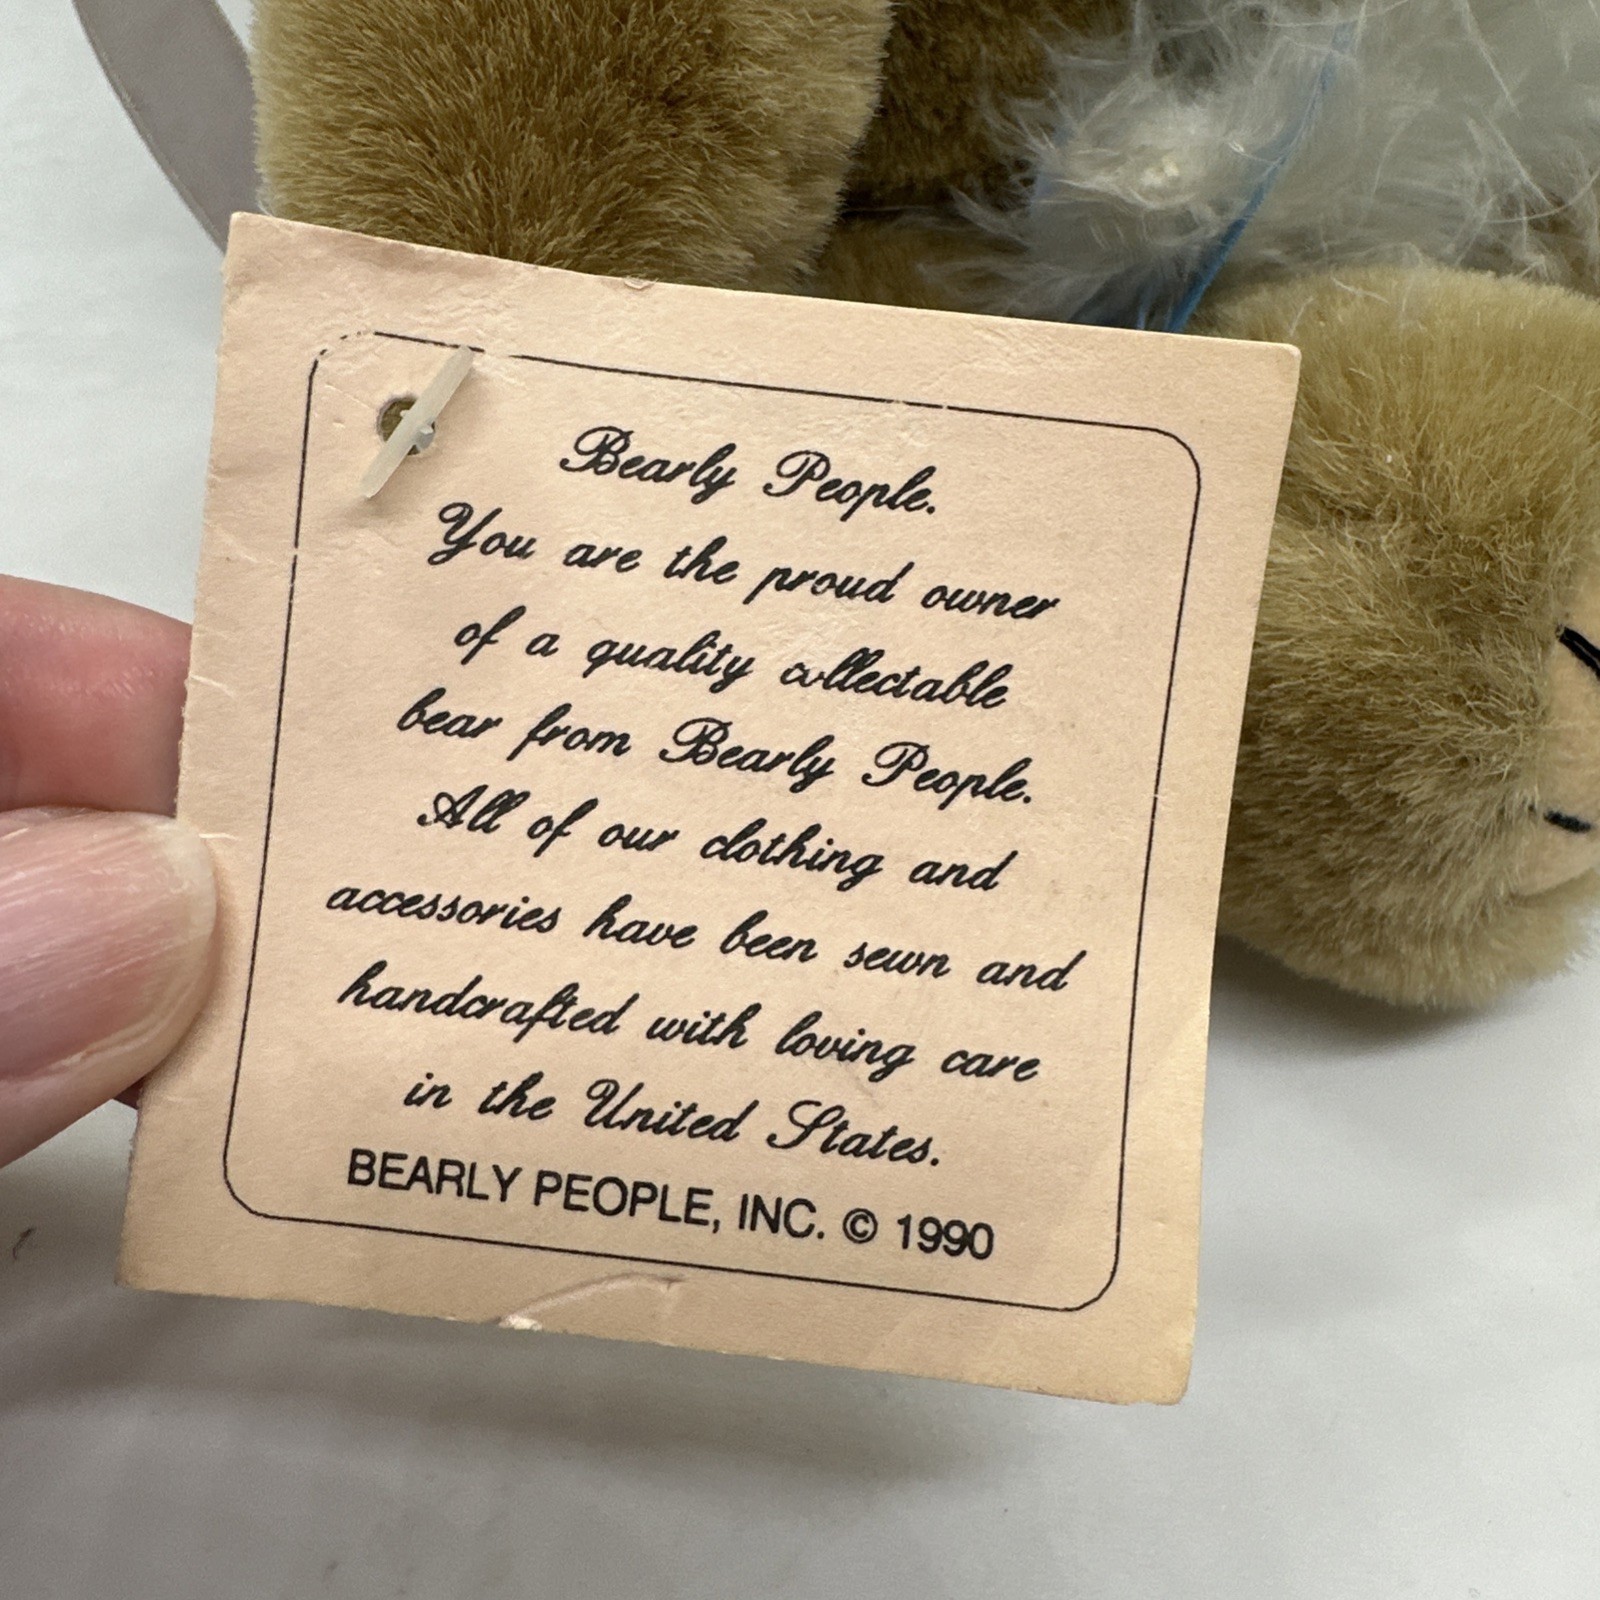 Bearly People.
You are the proud owner
of a quality collectable
bear from Bearly People.
All of our clothing and
accessories have been sewn and
handcrafted with loving care
in the United States.
BEARLY PEOPLE, INC. © 1990